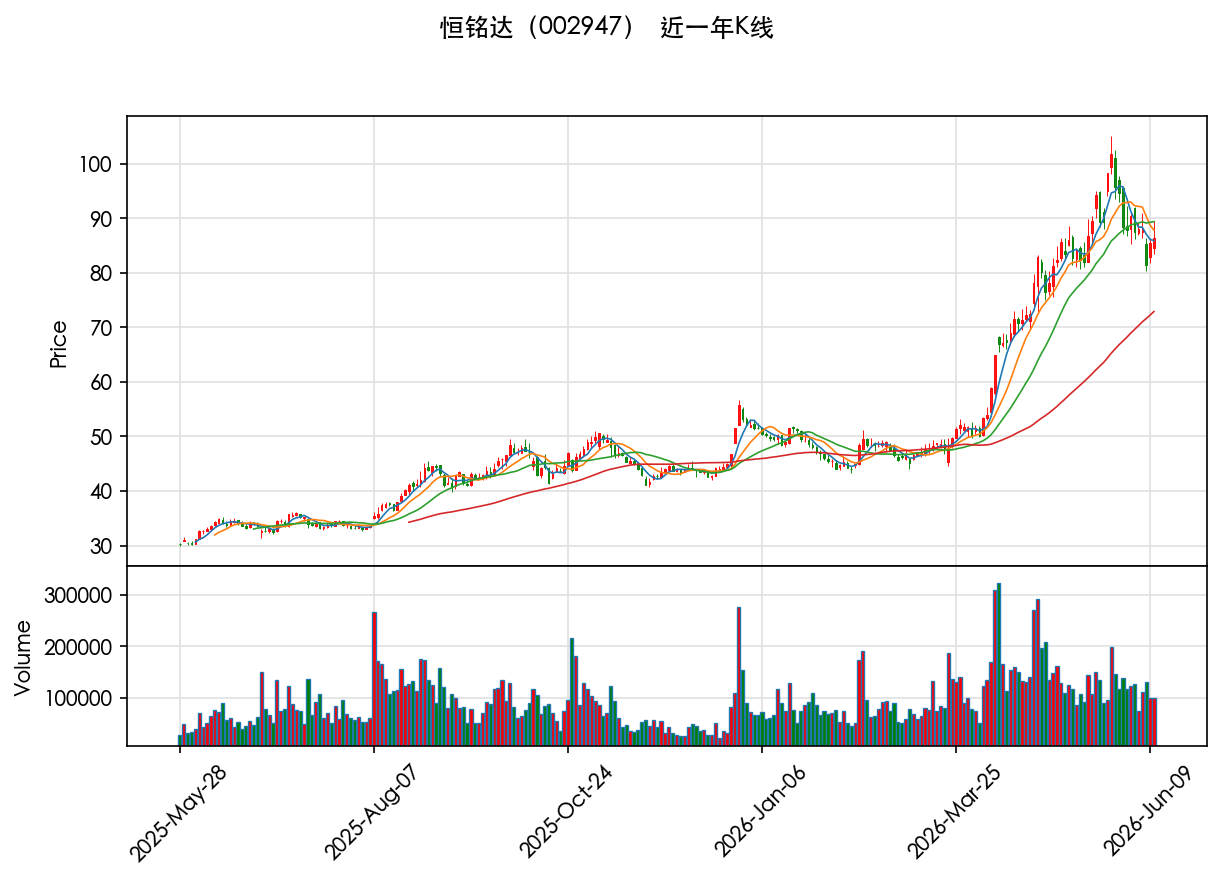 恒铭达（002947） 近一年K线
Price
100
90
80
70
60
50
40
30
Volume
300000
200000
100000
2025-May-28
2025-Aug-07
2025-Oct-24
2026-Jan-06
2026-Mar-25
2026-Jun-09